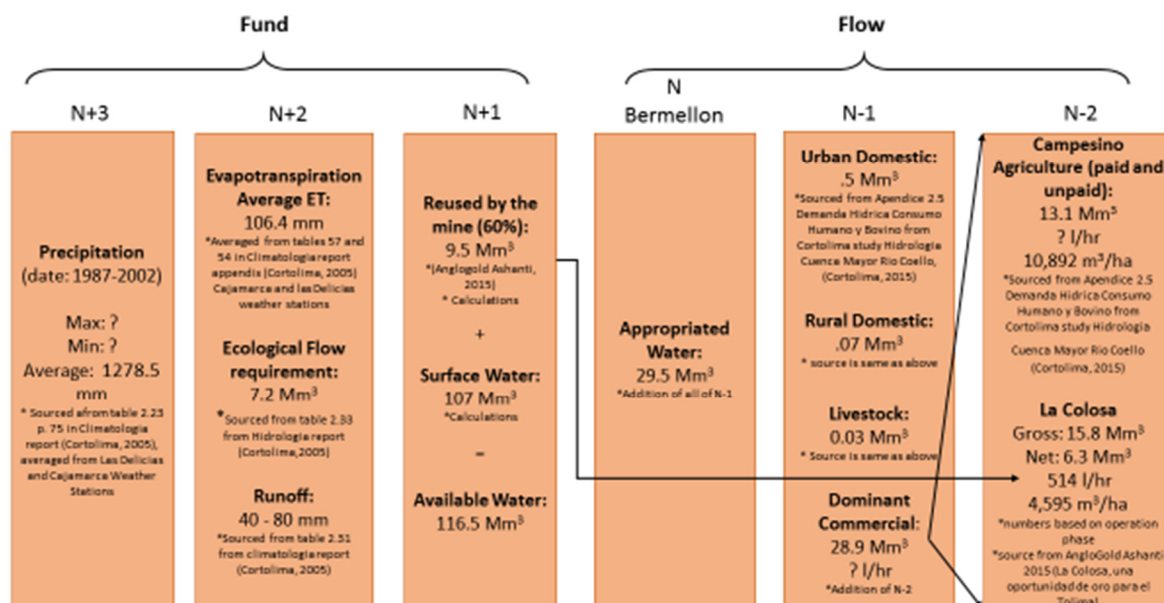 Fund
Flow
N+3
N+2
N+1
N
Bermellon
N-1
N-2
Precipitation
(date: 1987-2002)
Max: ?
Min: ?
Average: 1278.5
mm
* Sourced afrom table 2.23
p. 75 in Climatologia
report (Cortolima, 2005),
averaged from Las Delicias
and Cajamarca Weather
Stations
Evapotranspiration
Average ET:
106.4 mm
*Averaged from tables 57 and
54 in Climatologia report
appendis (Cortolima, 2005)
Cajamarca and las Delicias
weather stations
Ecological Flow
requirement:
7.2 Mm³
*Sourced from table 2.33
from Hidrologia report
(Cortolima, 2005)
Runoff:
40 - 80 mm
*Sourced from table 2.31
from climatologia report
(Cortolima, 2005)
Reused by the
mine (60%):
9.5 Mm³
*(Anglogold Ashanti,
2015)
* Calculations
+
Surface Water:
107 Mm³
*Calculations
=
Available Water:
116.5 Mm³
Appropriated
Water:
29.5 Mm³
*Addition of all of N-1
Urban Domestic:
.5 Mm³
*Sourced from Apendice 2.5
Demanda Hidrica Consumo
Humano y Bovino from
Cortolima study Hidrologia
Cuenca Mayor Rio Coello,
(Cortolima, 2015)
Rural Domestic:
.07 Mm³
* source is same as above
Livestock:
0.03 Mm³
* Source is same as above
Dominant
Commercial:
28.9 Mm³
? l/hr
*Addition of N-2
Campesino
Agriculture (paid and
unpaid):
13.1 Mm³
? l/hr
10,892 m³/ha
*Sourced from Apendice 2.5
Demanda Hidrica Consumo
Humano y Bovino from
Cortolima study Hidrologia
Cuenca Mayor Rio Coello
(Cortolima, 2015)
La Colosa
Gross: 15.8 Mm³
Net: 6.3 Mm³
514 l/hr
4,595 m³/ha
*numbers based on operation
phase
*source from AngloGold Ashanti
2015 (La Colosa, una
oportunidad de oro para el